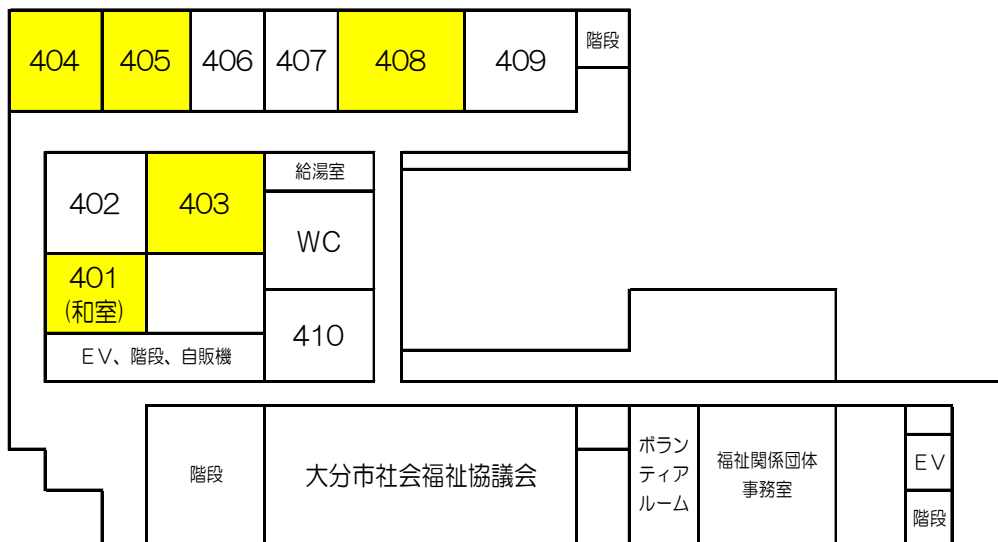 404
405
406
407
408
409
階段
402
403
給湯室
WC
401
(和室)
410
ＥＶ、階段、自販機
階段
大分市社会福祉協議会
ボラン
ティア
ルーム
福祉関係団体
事務室
ＥＶ
階段